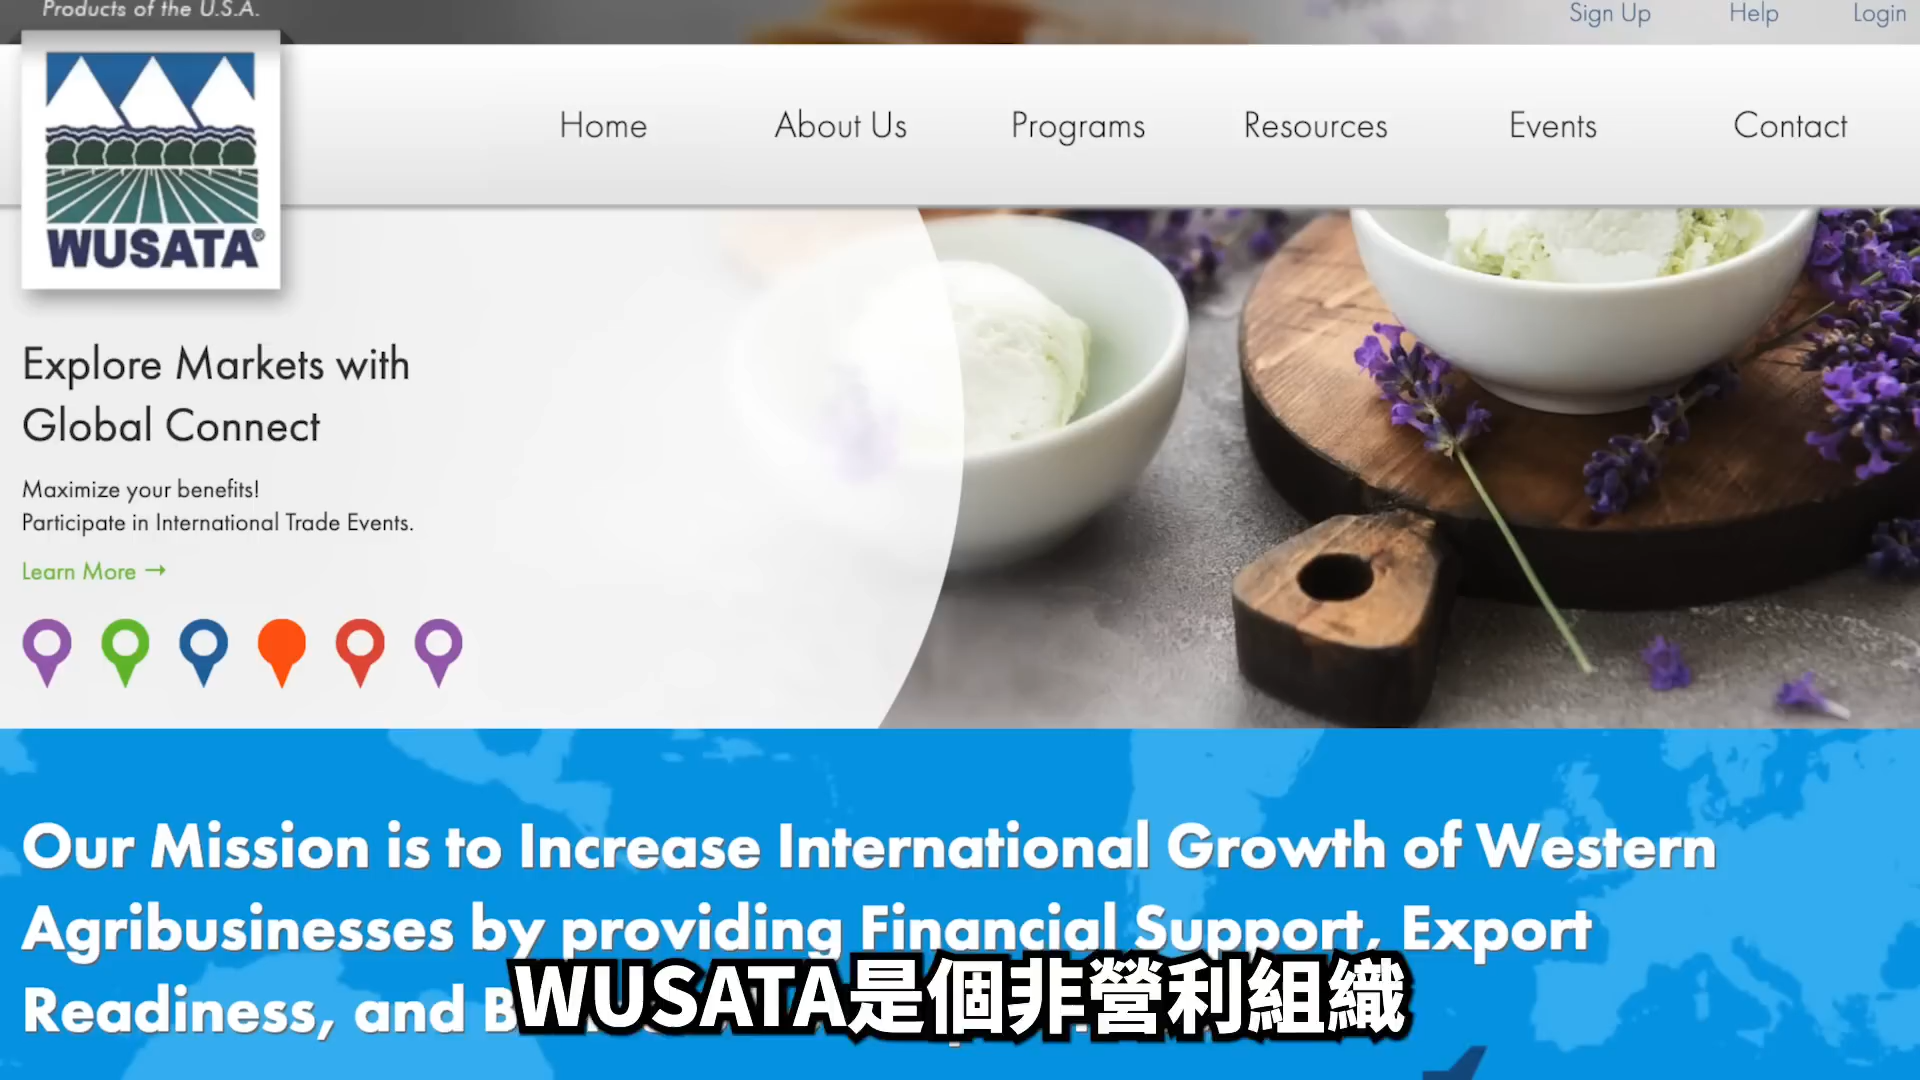 Products of the U.S.A.
Sign Up Help Login
WUSATA®
Home About Us Programs Resources Events Contact
Explore Markets with
Global Connect
Maximize your benefits!
Participate in International Trade Events.
Learn More →
Our Mission is to Increase International Growth of Western
Agribusinesses by providing Financial Support, Export
Readiness, and
WUSATA是個非營利組織